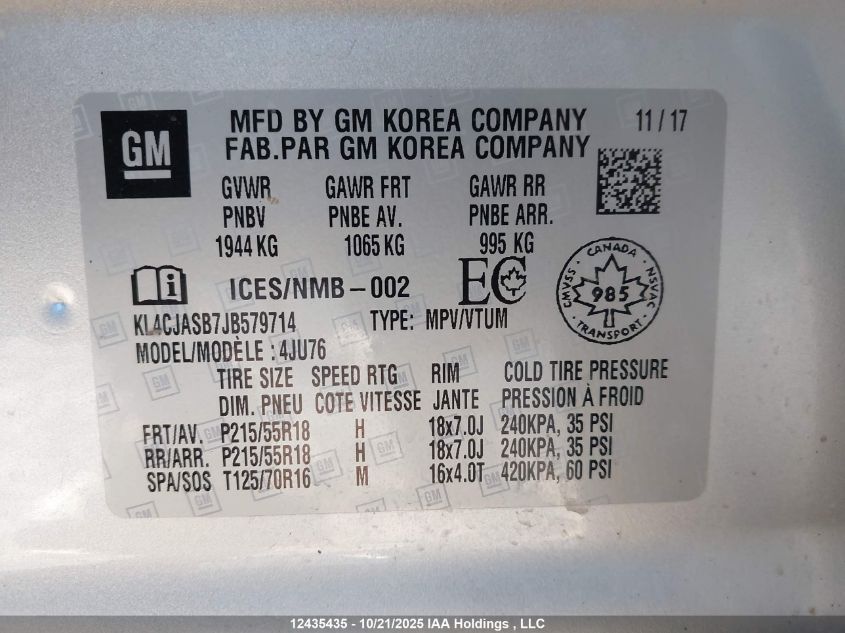 GM
MFD BY GM KOREA COMPANY 11 / 17
FAB.PAR GM KOREA COMPANY
GVWR GAWR FRT GAWR RR
PNBV PNBE AV. PNBE ARR.
1944 KG 1065 KG 995 KG
ICES/NMB-002 EC
CANADA
CMVSS 985 NSVAC
TRANSPORT
KL4CJASB7JB579714 TYPE: MPV/VTUM
MODEL/MODÈLE : 4JU76
TIRE SIZE SPEED RTG RIM COLD TIRE PRESSURE
DIM. PNEU COTE VITESSE JANTE PRESSION À FROID
FRT/AV. P215/55R18 H 18x7.0J 240KPA, 35 PSI
RR/ARR. P215/55R18 H 18x7.0J 240KPA, 35 PSI
SPA/SOS T125/70R16 M 16x4.0T 420KPA, 60 PSI
12435435 - 10/21/2025 IAA Holdings , LLC